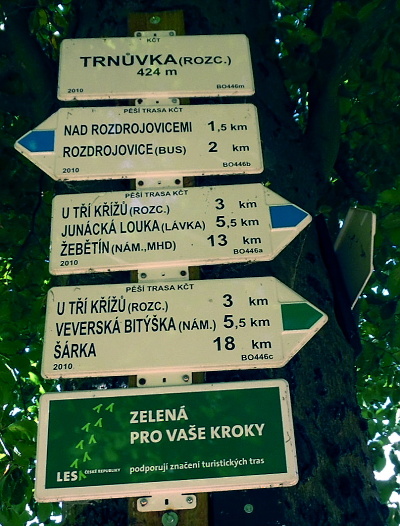 KČT
TRNŮVKA (ROZC.)
424 m
2010 BO446m
PĚŠÍ TRASA KČT
NAD ROZDROJOVICEMI 1,5 km
ROZDROJOVICE (BUS) 2 km
2010 BO446b
PĚŠÍ TRASA KČT
U TŘÍ KŘÍŽŮ (ROZC.) 3 km
JUNÁCKÁ LOUKA (LÁVKA) 5,5 km
ŽEBĚTÍN (NÁM.,MHD) 13 km
2010 BO446a
PĚŠÍ TRASA KČT
U TŘÍ KŘÍŽŮ (ROZC.) 3 km
VEVERSKÁ BITÝŠKA (NÁM.) 5,5 km
ŠÁRKA 18 km
2010 BO446c
ZELENÁ
PRO VAŠE KROKY
LESY ČESKÉ REPUBLIKY podporují značení turistických tras